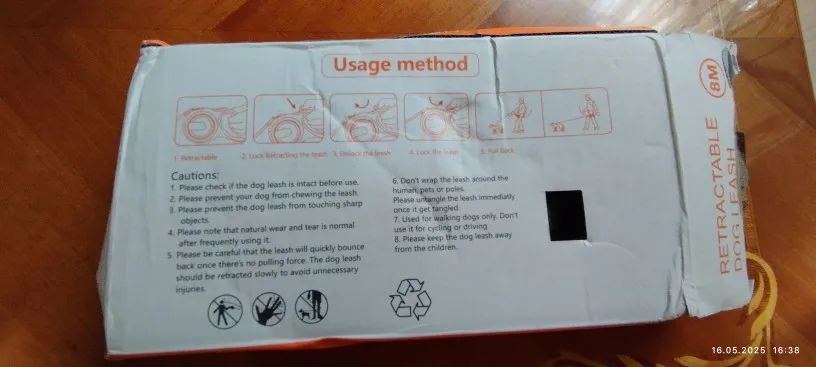 Usage method
1. Retractable
2. Lock Retracting the leash
3. Unlock the leash
4. Lock the leash
5. Pull back
Cautions:
1. Please check if the dog leash is intact before use.
2. Please prevent your dog from chewing the leash.
3. Please prevent the dog leash from touching sharp
objects.
4. Please note that natural wear and tear is normal
after frequently using it.
5 Please be careful that the leash will quickly bounce
back once there's no pulling force. The dog leash
should be retracted slowly to avoid unnecessary
injuries.
6. Don't wrap the leash around the
human, pets or poles.
Please untangle the leash immediatly
once it get tangled.
7. Used for walking dogs only. Don't
use it for cycling or driving.
8. Please keep the dog leash away
from the children.
RETRACTABLE
DOG LEASH
8M
16.05.2025 16:38